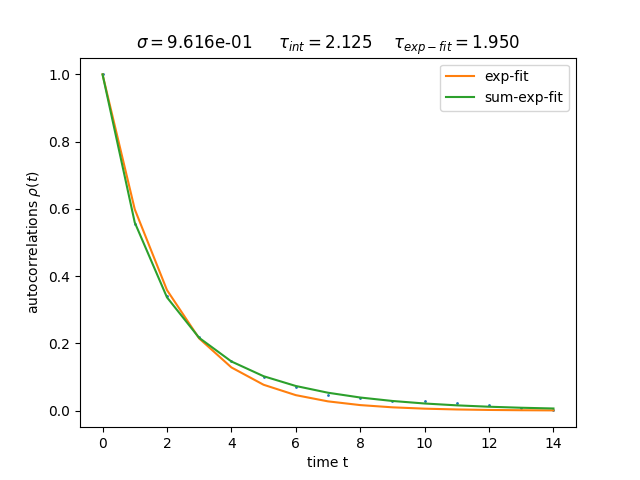 σ = 9.616e-01 τ_int = 2.125 τ_exp−fit = 1.950
exp-fit
sum-exp-fit
autocorrelations ρ(t)
1.0
0.8
0.6
0.4
0.2
0.0
0 2 4 6 8 10 12 14
time t